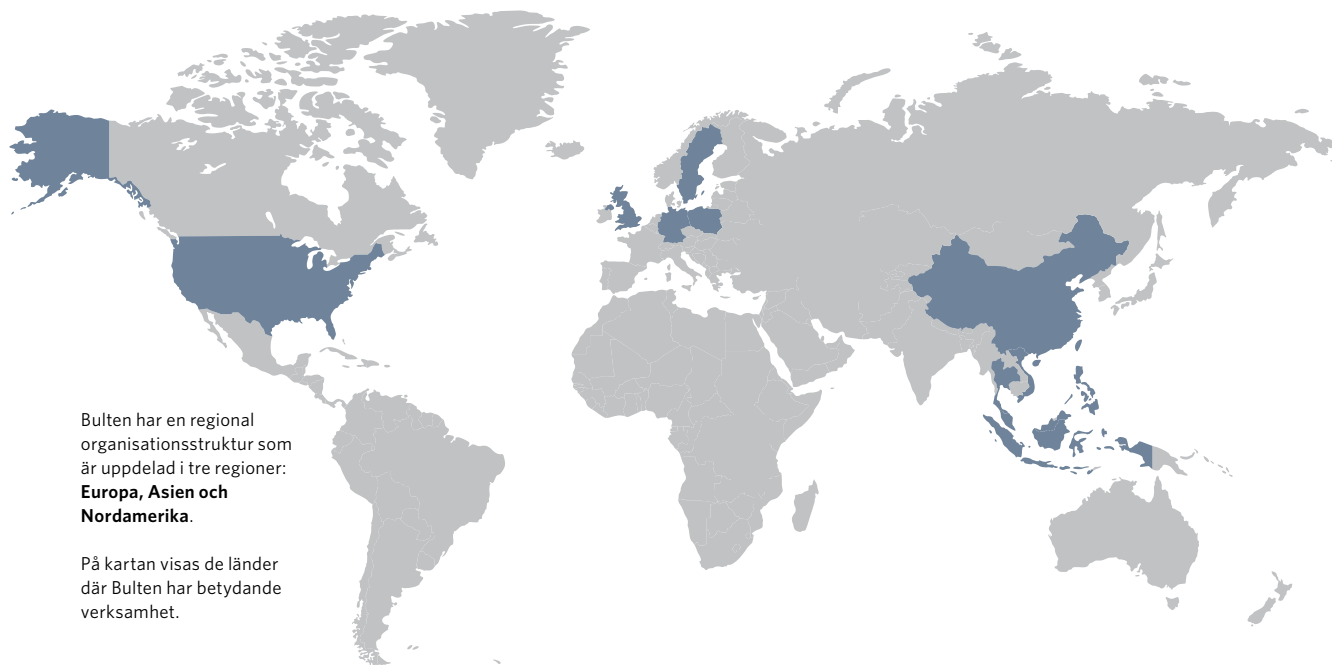 Bulten har en regional
organisationsstruktur som
är uppdelad i tre regioner:
Europa, Asien och
Nordamerika.
På kartan visas de länder
där Bulten har betydande
verksamhet.